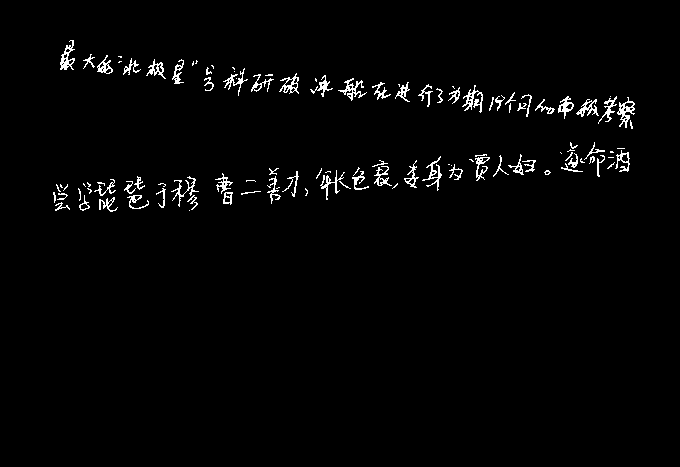 最大的“北极星”号科研破冰船在进行了为期19个月的南极考察
尝学琵琶于穆曹二善才,年长色衰,委身为贾人妇。遂命酒